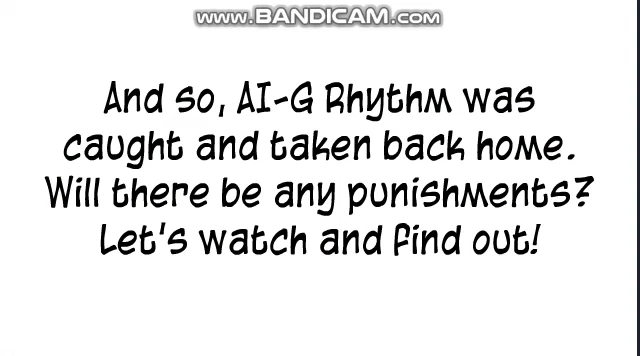 www.BANDICAM.com
And so, AI-G Rhythm was
caught and taken back home.
Will there be any punishments?
Let's watch and find out!